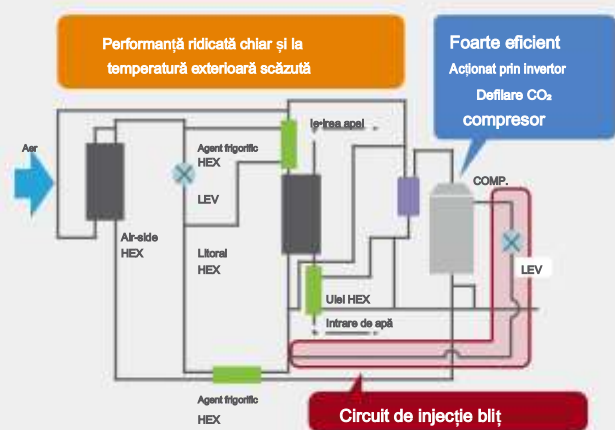 Performanță ridicată chiar și la
temperatură exterioară scăzută
Foarte eficient
Acționat prin invertor
Defilare CO₂
compresor
Ie-irea apei
Aer
Agent frigorific
HEX
LEV
COMP.
Air-side
HEX
Litoral
HEX
LEV
Ulei HEX
Intrare de apă
Agent frigorific
HEX
Circuit de injecție bliț